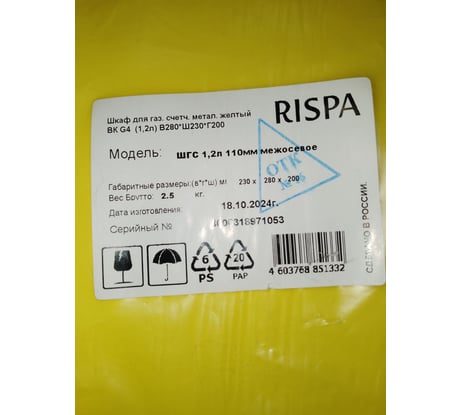 Шкаф для газ. счетч. метал. желтый
ВК G4 (1,2п) В280*Ш230*Г200
RISPA
Модель: ШГС 1,2п 110мм межосевое
ОТК
Габаритные размеры:(в*г*ш) мм 230 x 280 x 200
Вес Брутто: 2.5 кг.
Дата изготовления: 18.10.2024г.
Серийный №
СДЕЛАНО В РОССИИ.
6
PS
20
PAP
4 603768 851332